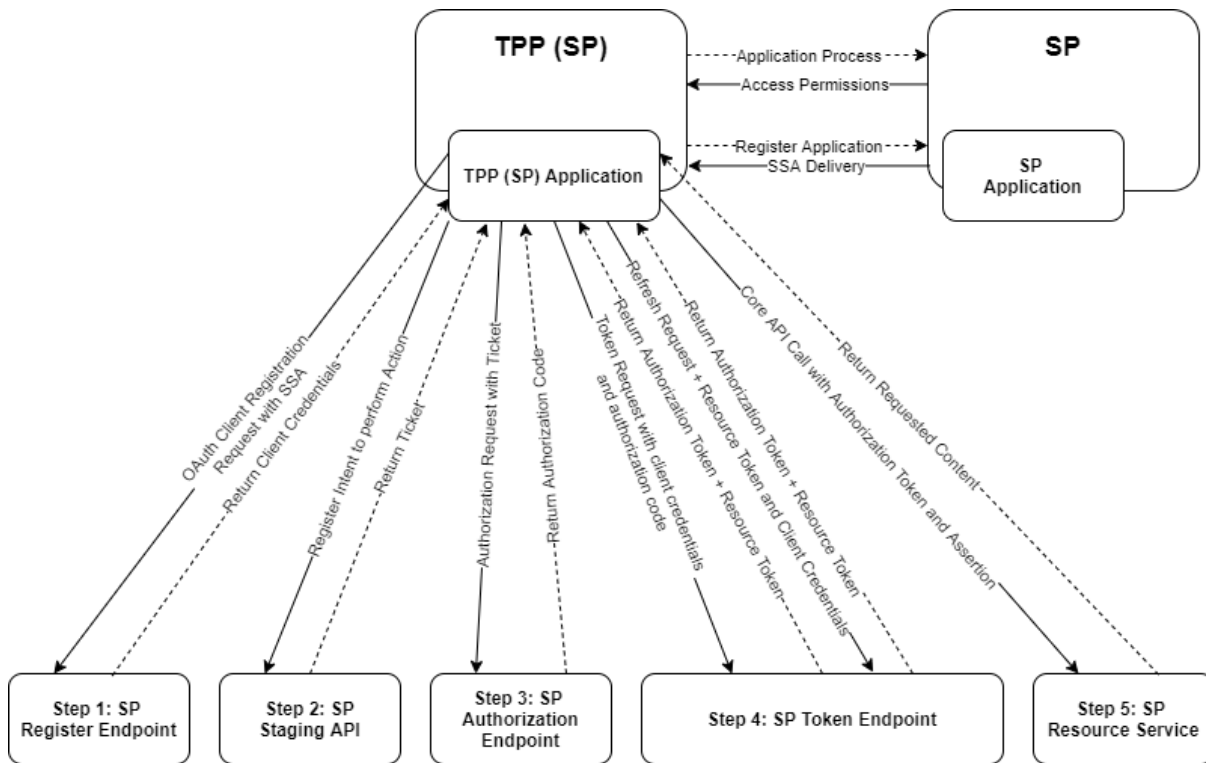 TPP (SP)
SP
Application Process
Access Permissions
Register Application
SSA Delivery
TPP (SP) Application
SP
Application
OAuth Client Registration
Request with SSA
Return Client Credentials
Register Intent to perform Action
Return Ticket
Authorization Request with Ticket
Return Authorization Code
Token Request with client credentials
and authorization code
Return Authorization Token + Resource Token
Refresh Request + Resource Token and Client Credentials
Return Authorization Token + Resource Token
Core API Call with Authorization Token and Assertion
Return Requested Content
Step 1: SP
Register Endpoint
Step 2: SP
Staging API
Step 3: SP
Authorization
Endpoint
Step 4: SP Token Endpoint
Step 5: SP
Resource Service